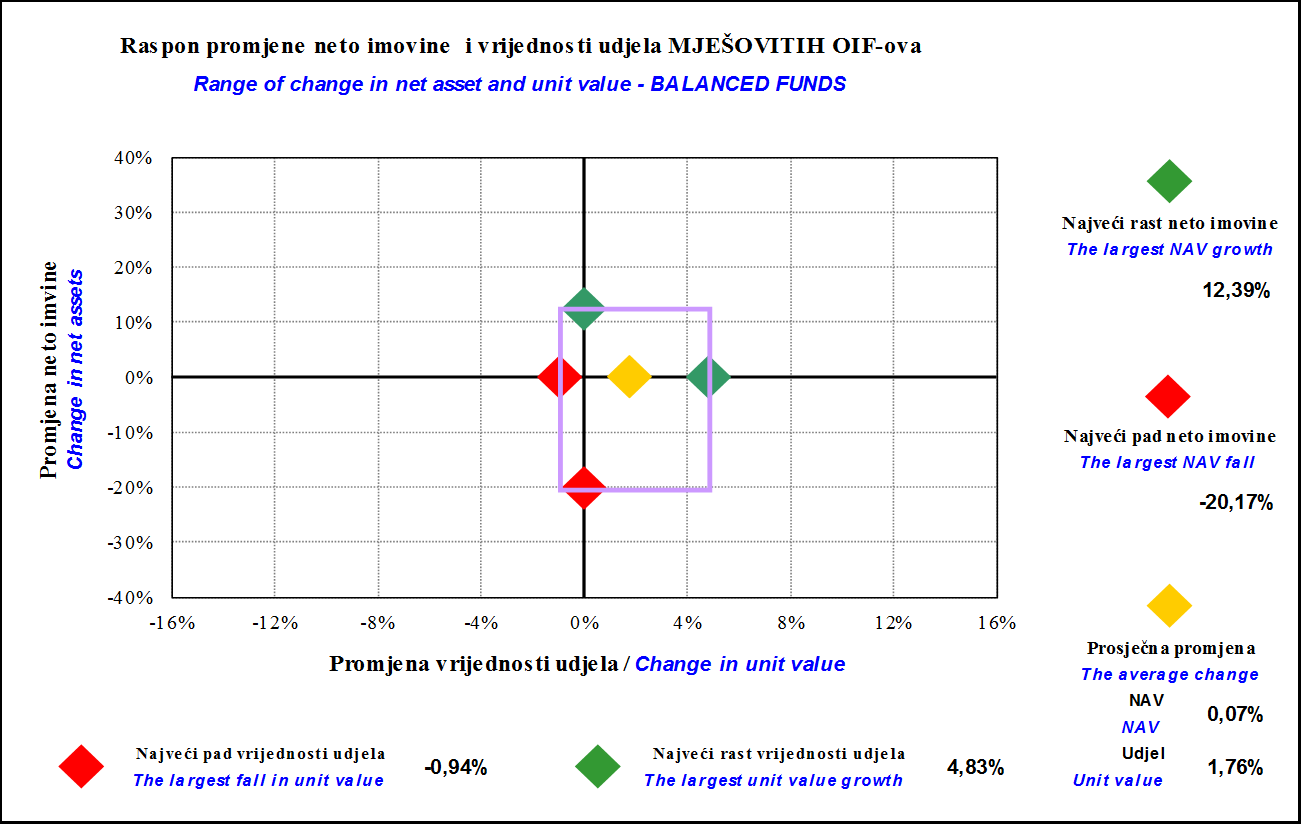 Raspon promjene neto imovine i vrijednosti udjela MJEŠOVITIH OIF-ova
Range of change in net asset and unit value - BALANCED FUNDS
40%
30%
20%
10%
0%
-10%
-20%
-30%
-40%
Promjena neto imvine
Change in net assets
-16%
-12%
-8%
-4%
0%
4%
8%
12%
16%
Promjena vrijednosti udjela / Change in unit value
Najveći rast neto imovine
The largest NAV growth
12,39%
Najveći pad neto imovine
The largest NAV fall
-20,17%
Prosječna promjena
The average change
NAV
NAV
0,07%
Udjel
Unit value
1,76%
Najveći pad vrijednosti udjela
The largest fall in unit value
-0,94%
Najveći rast vrijednosti udjela
The largest unit value growth
4,83%